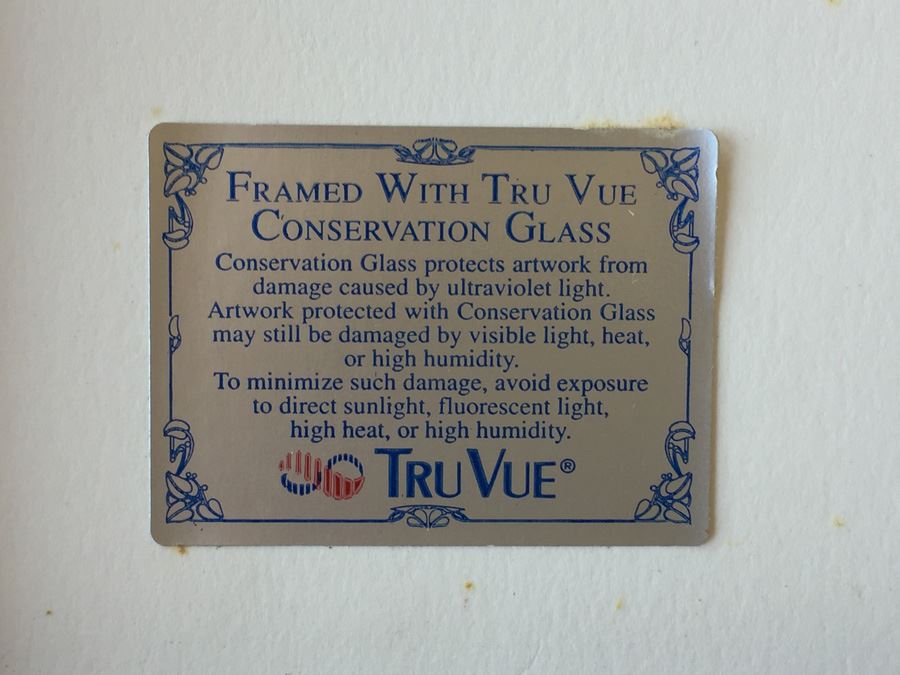 FRAMED WITH TRU VUE
CONSERVATION GLASS
Conservation Glass protects artwork from
damage caused by ultraviolet light.
Artwork protected with Conservation Glass
may still be damaged by visible light, heat,
or high humidity.
To minimize such damage, avoid exposure
to direct sunlight, fluorescent light,
high heat, or high humidity.
TRU VUE®